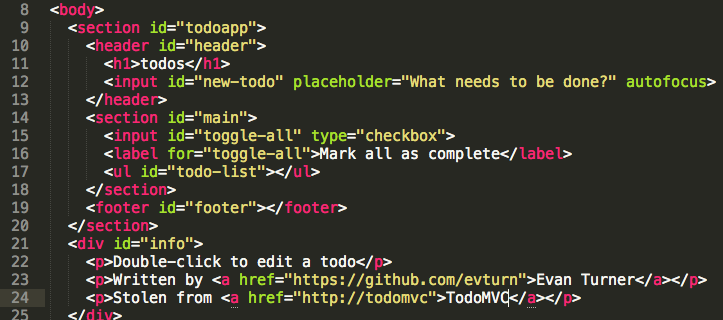 8 <body>
9 <section id="todoapp">
10 <header id="header">
11 <h1>todos</h1>
12 <input id="new-todo" placeholder="What needs to be done?" autofocus>
13 </header>
14 <section id="main">
15 <input id="toggle-all" type="checkbox">
16 <label for="toggle-all">Mark all as complete</label>
17 <ul id="todo-list"></ul>
18 </section>
19 <footer id="footer"></footer>
20 </section>
21 <div id="info">
22 <p>Double-click to edit a todo</p>
23 <p>Written by <a href="https://github.com/evturn">Evan Turner</a></p>
24 <p>Stolen from <a href="http://todomvc">TodoMVC</a></p>
25 </div>